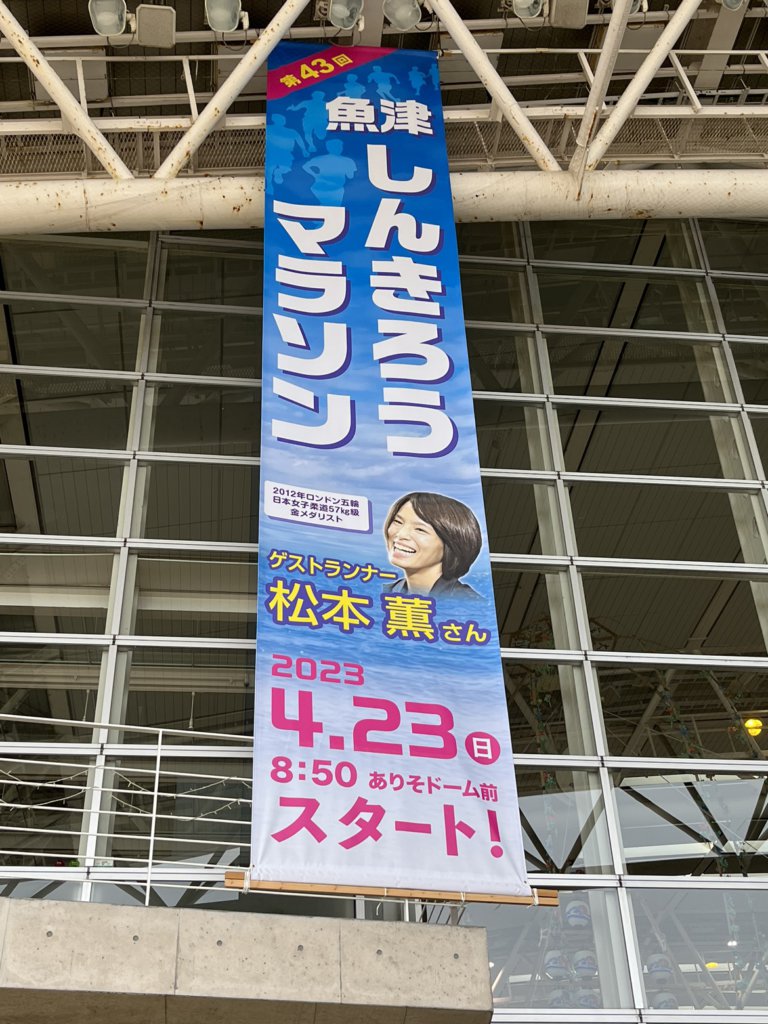 第43回
魚津
しんきろう
マラソン
2012年ロンドン五輪
日本女子柔道57kg級
金メダリスト
ゲストランナー
松本 薫さん
2023
4.23日
8:50 ありそドーム前
スタート!